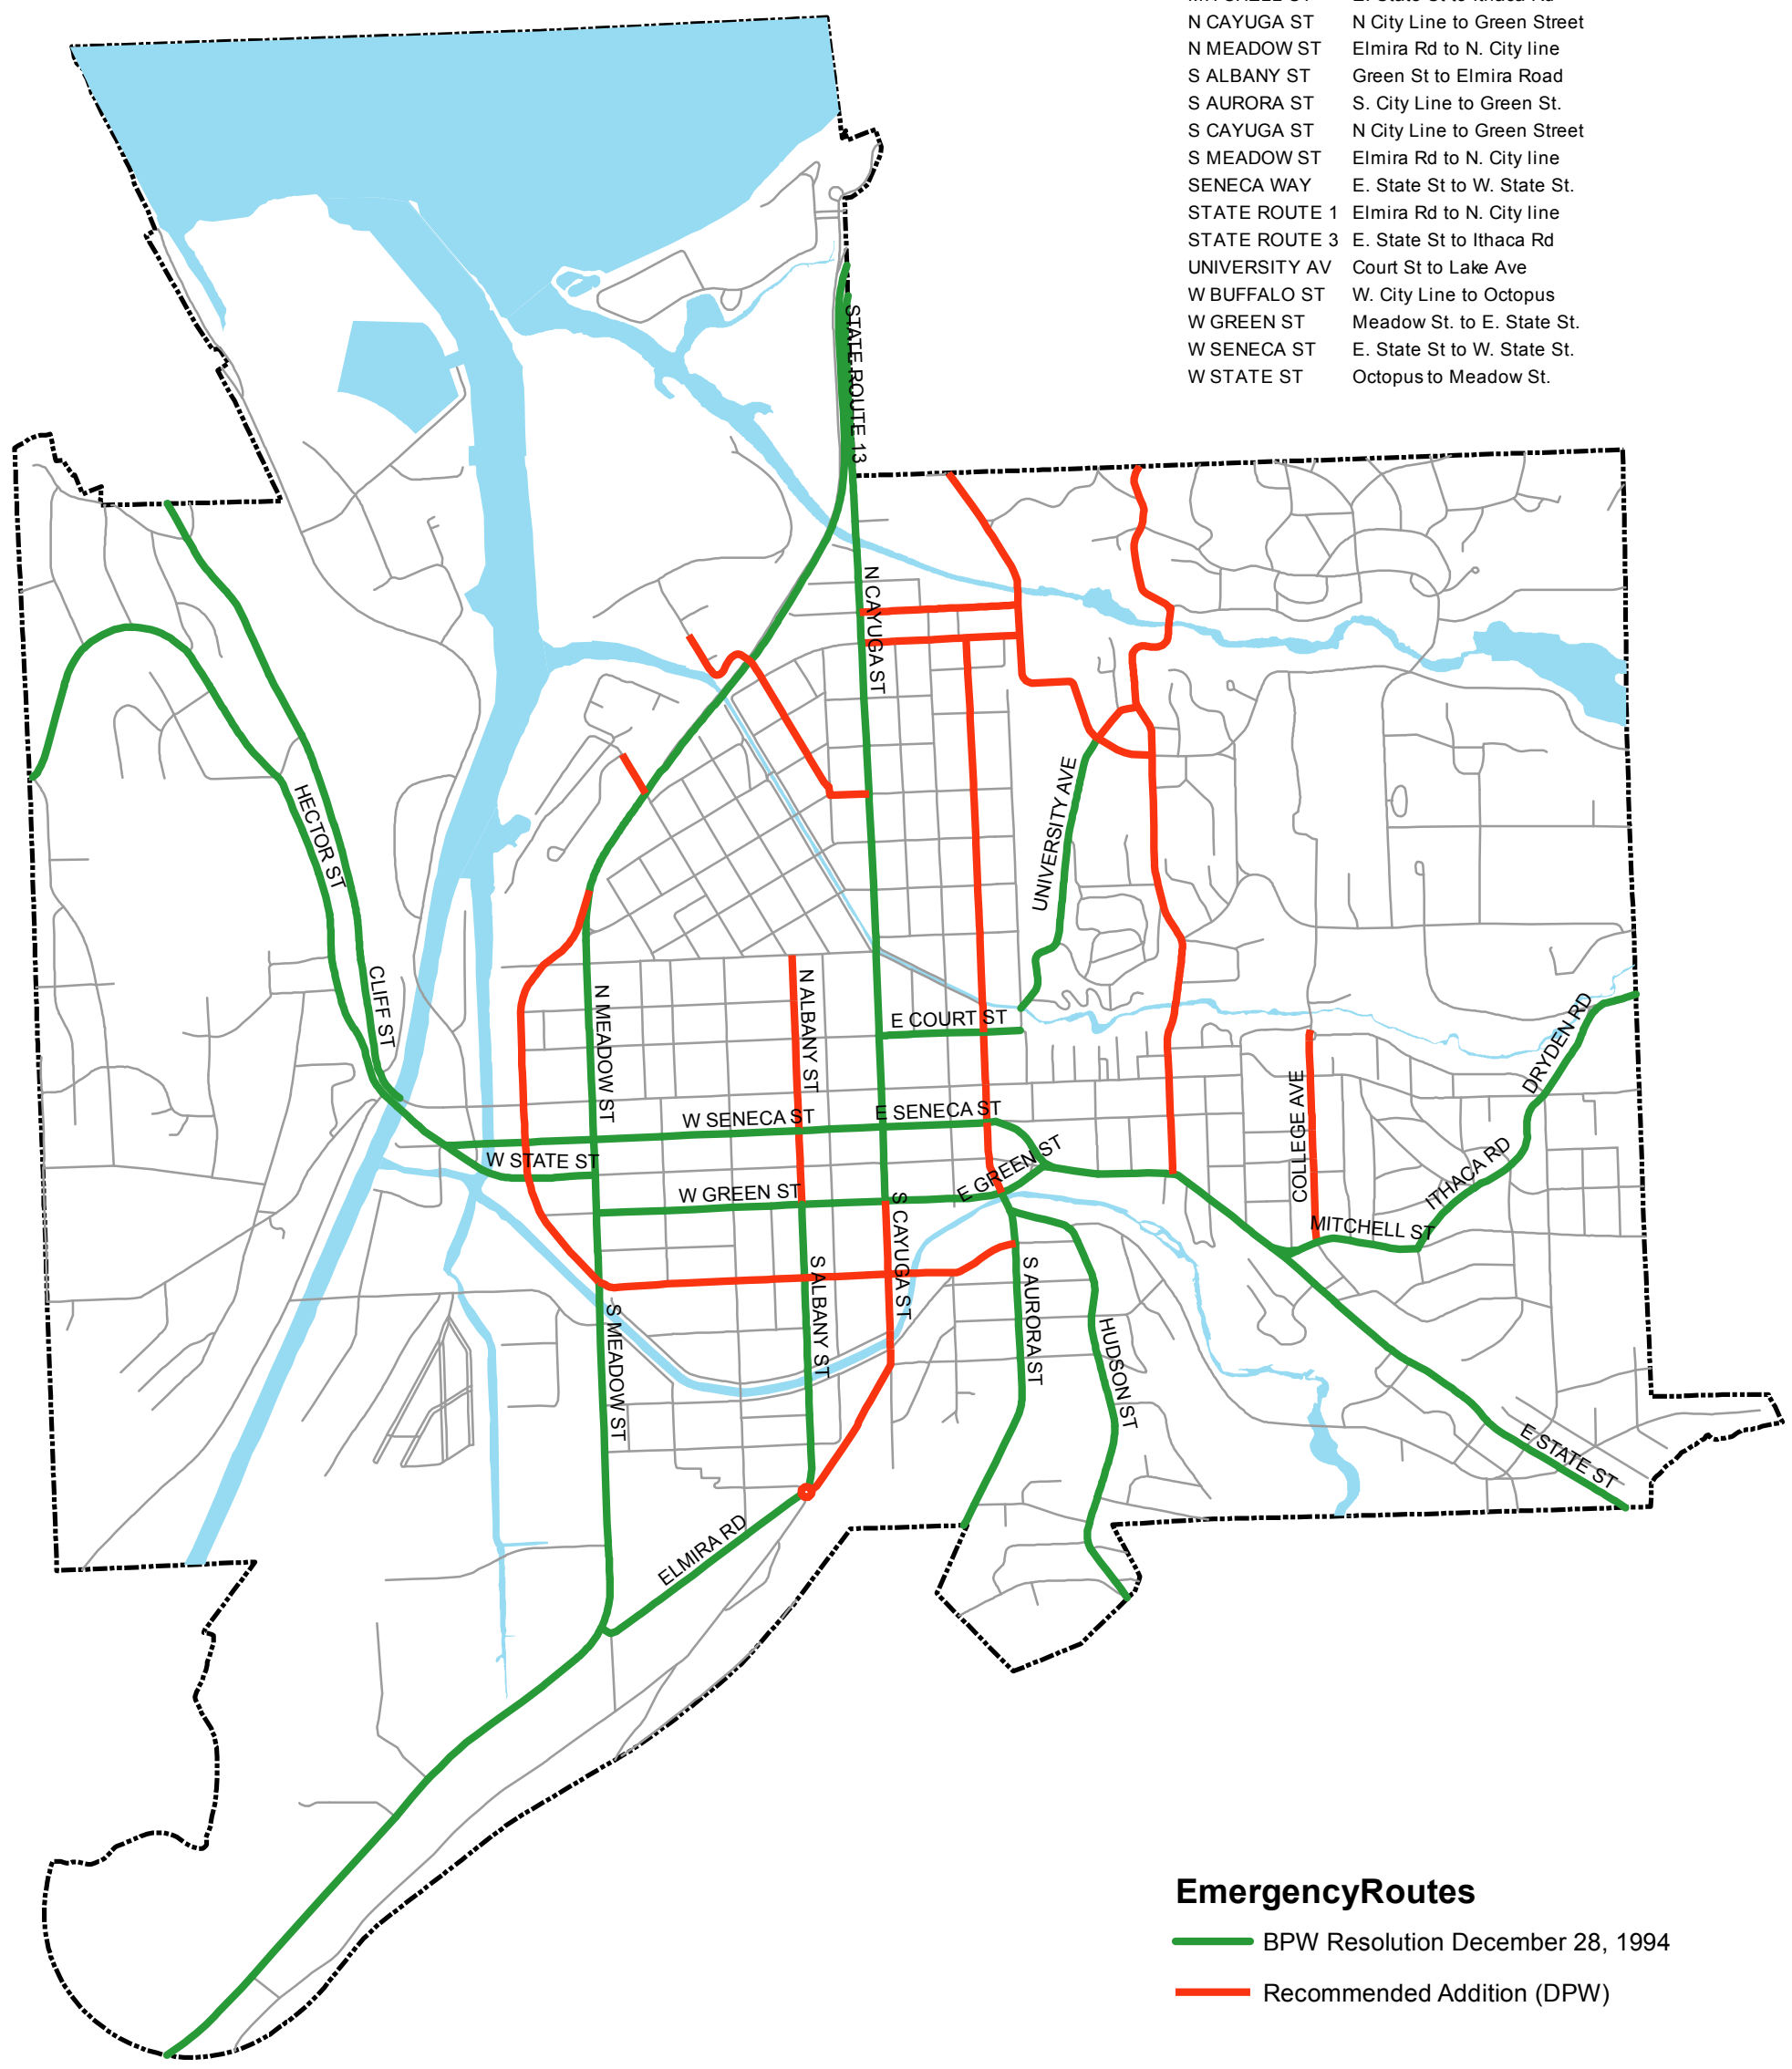 N CAYUGA ST N City Line to Green Street
N MEADOW ST Elmira Rd to N. City line
S ALBANY ST Green St to Elmira Road
S AURORA ST S. City Line to Green St.
S CAYUGA ST N City Line to Green Street
S MEADOW ST Elmira Rd to N. City line
SENECA WAY E. State St to W. State St.
STATE ROUTE 1 Elmira Rd to N. City line
STATE ROUTE 3 E. State St to Ithaca Rd
UNIVERSITY AV Court St to Lake Ave
W BUFFALO ST W. City Line to Octopus
W GREEN ST Meadow St. to E. State St.
W SENECA ST E. State St to W. State St.
W STATE ST Octopus to Meadow St.
STATE ROUTE 13
N CAYUGA ST
UNIVERSITY AVE
HECTOR ST
CLIFF ST
N MEADOW ST
N ALBANY ST
E COURT ST
DRYDEN RD
COLLEGE AVE
W SENECA ST
E SENECA ST
W STATE ST
E GREEN ST
ITHACA RD
W GREEN ST
S CAYUGA ST
MITCHELL ST
S ALBANY ST
S AURORA ST
S MEADOW ST
HUDSON ST
E STATE ST
ELMIRA RD
EmergencyRoutes
BPW Resolution December 28, 1994
Recommended Addition (DPW)